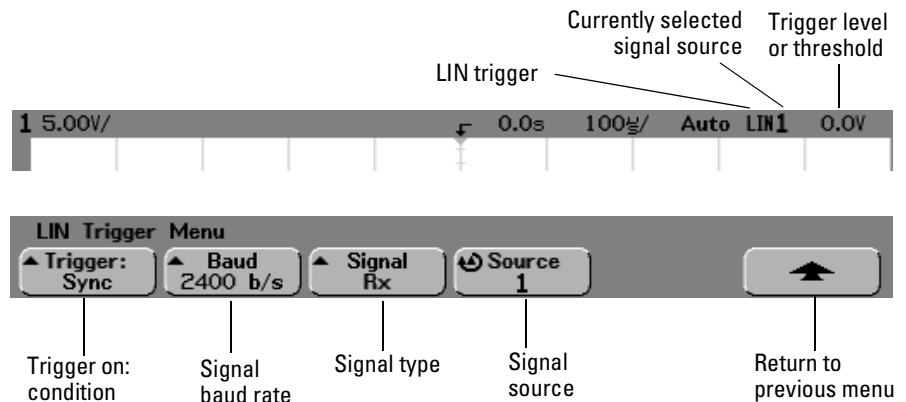 Currently selected
signal source
Trigger level
or threshold
LIN trigger
1 5.00V/ 0.0s 100us/ Auto LIN1 0.0V
LIN Trigger Menu
Trigger:
Sync
Baud
2400 b/s
Signal
Rx
Source
1
Trigger on:
condition
Signal
baud rate
Signal type
Signal
source
Return to
previous menu